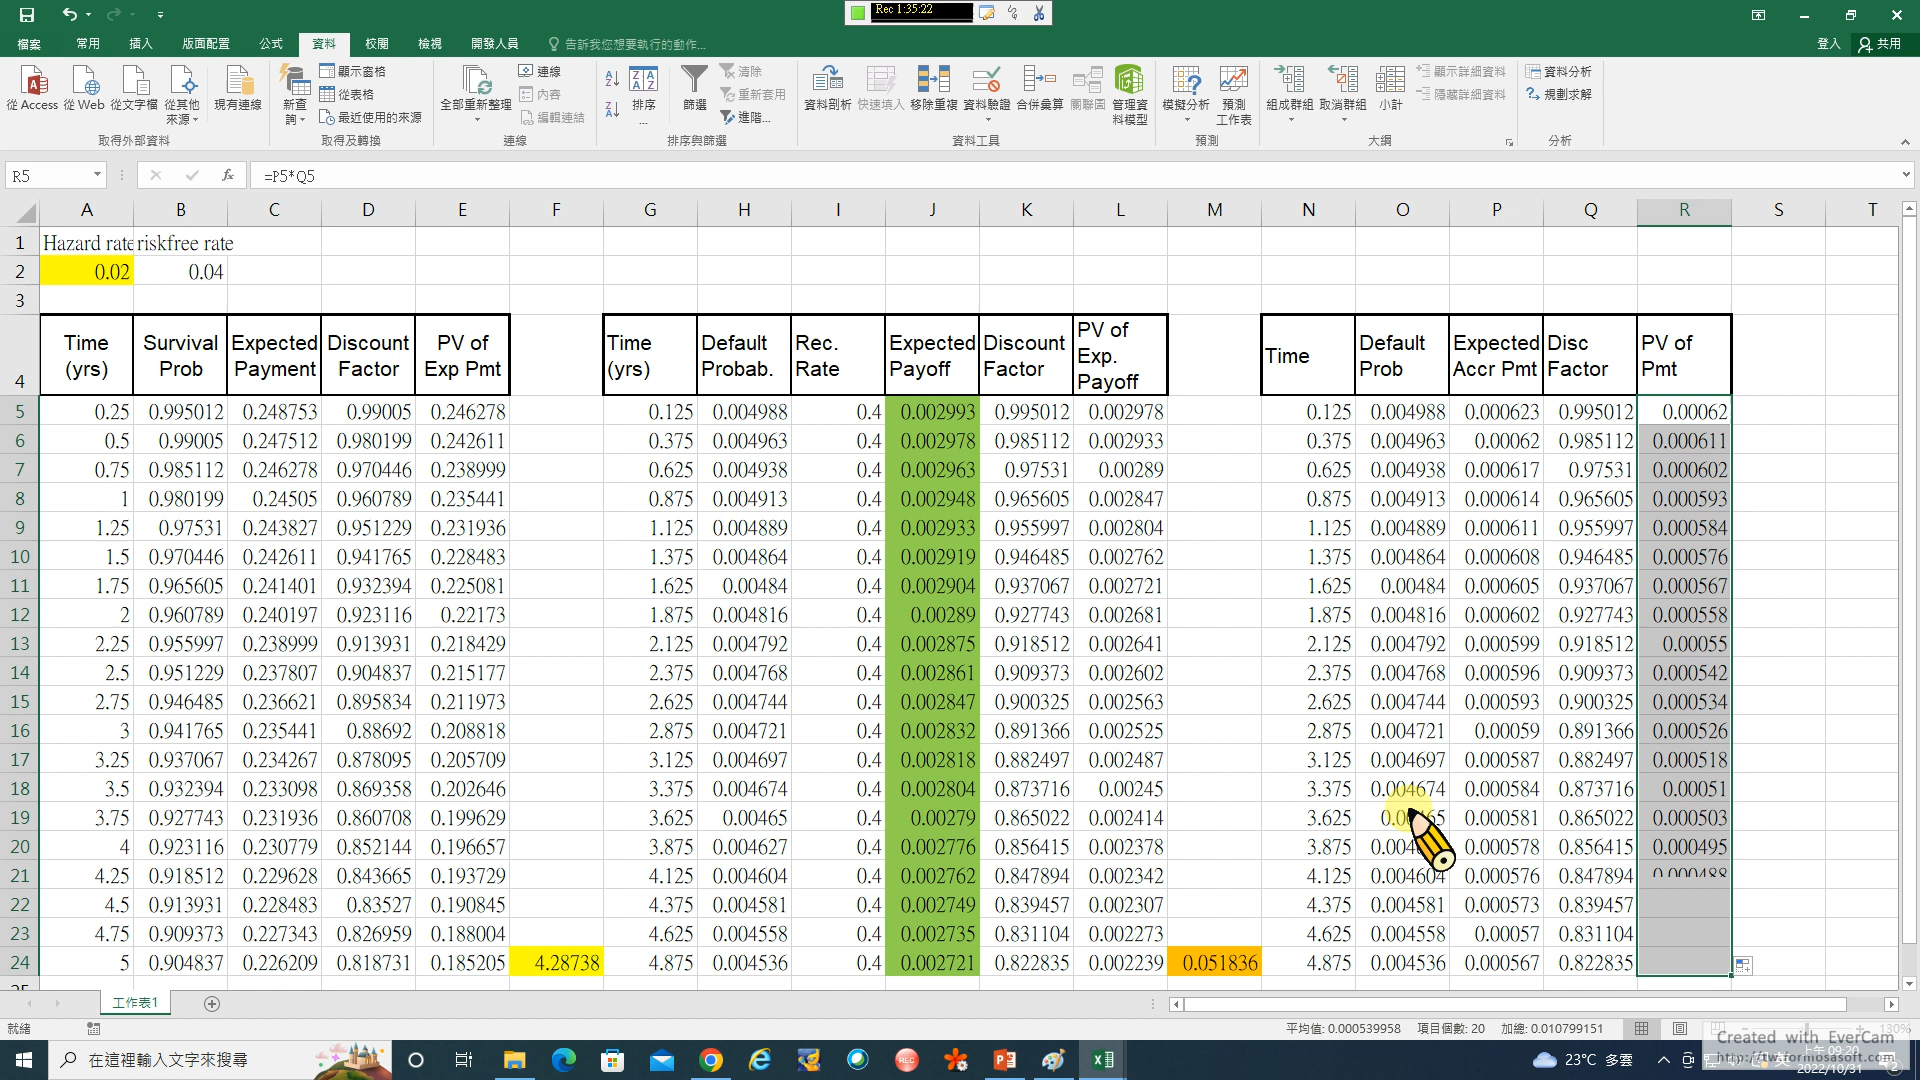 Rec 1:35:22
檔案 常用 插入 版面配置 公式 資料 校閱 檢視 開發人員 告訴我您想要執行的動作... 登入 共用
從 Access 從 Web 從文字檔 從其他來源 現有連線 新查詢 顯示窗格 從表格 最近使用的來源 全部重新整理 連線 內容 編輯連結 排序... 篩選 清除 重新套用 進階... 資料剖析 快速填入 移除重複 資料驗證 合併彙算 關聯圖 管理資料模型 模擬分析 預測工作表 組成群組 取消群組 小計 顯示詳細資料 隱藏詳細資料 資料分析 規劃求解
取得外部資料 取得及轉換 連線 排序與篩選 資料工具 預測 大綱 分析
R5 fx =P5*Q5
A B C D E F G H I J K L M N O P Q R S T
1 Hazard rate riskfree rate
2 0.02 0.04
3
4 Time (yrs) Survival Prob Expected Payment Discount Factor PV of Exp Pmt Time (yrs) Default Probab. Rec. Rate Expected Payoff Discount Factor PV of Exp. Payoff Time Default Prob Expected Accr Pmt Disc Factor PV of Pmt
5 0.25 0.995012 0.248753 0.99005 0.246278 0.125 0.004988 0.4 0.002993 0.995012 0.002978 0.125 0.004988 0.000623 0.995012 0.00062
6 0.5 0.99005 0.247512 0.980199 0.242611 0.375 0.004963 0.4 0.002978 0.985112 0.002933 0.375 0.004963 0.00062 0.985112 0.000611
7 0.75 0.985112 0.246278 0.970446 0.238999 0.625 0.004938 0.4 0.002963 0.97531 0.00289 0.625 0.004938 0.000617 0.97531 0.000602
8 1 0.980199 0.24505 0.960789 0.235441 0.875 0.004913 0.4 0.002948 0.965605 0.002847 0.875 0.004913 0.000614 0.965605 0.000593
9 1.25 0.97531 0.243827 0.951229 0.231936 1.125 0.004889 0.4 0.002933 0.955997 0.002804 1.125 0.004889 0.000611 0.955997 0.000584
10 1.5 0.970446 0.242611 0.941765 0.228483 1.375 0.004864 0.4 0.002919 0.946485 0.002762 1.375 0.004864 0.000608 0.946485 0.000576
11 1.75 0.965605 0.241401 0.932394 0.225081 1.625 0.00484 0.4 0.002904 0.937067 0.002721 1.625 0.00484 0.000605 0.937067 0.000567
12 2 0.960789 0.240197 0.923116 0.22173 1.875 0.004816 0.4 0.00289 0.927743 0.002681 1.875 0.004816 0.000602 0.927743 0.000558
13 2.25 0.955997 0.238999 0.913931 0.218429 2.125 0.004792 0.4 0.002875 0.918512 0.002641 2.125 0.004792 0.000599 0.918512 0.00055
14 2.5 0.951229 0.237807 0.904837 0.215177 2.375 0.004768 0.4 0.002861 0.909373 0.002602 2.375 0.004768 0.000596 0.909373 0.000542
15 2.75 0.946485 0.236621 0.895834 0.211973 2.625 0.004744 0.4 0.002847 0.900325 0.002563 2.625 0.004744 0.000593 0.900325 0.000534
16 3 0.941765 0.235441 0.88692 0.208818 2.875 0.004721 0.4 0.002832 0.891366 0.002525 2.875 0.004721 0.00059 0.891366 0.000526
17 3.25 0.937067 0.234267 0.878095 0.205709 3.125 0.004697 0.4 0.002818 0.882497 0.002487 3.125 0.004697 0.000587 0.882497 0.000518
18 3.5 0.932394 0.233098 0.869358 0.202646 3.375 0.004674 0.4 0.002804 0.873716 0.00245 3.375 0.004674 0.000584 0.873716 0.00051
19 3.75 0.927743 0.231936 0.860708 0.199629 3.625 0.00465 0.4 0.00279 0.865022 0.002414 3.625 0.000581 0.865022 0.000503
20 4 0.923116 0.230779 0.852144 0.196657 3.875 0.004627 0.4 0.002776 0.856415 0.002378 3.875 0.000578 0.856415 0.000495
21 4.25 0.918512 0.229628 0.843665 0.193729 4.125 0.004604 0.4 0.002762 0.847894 0.002342 4.125 0.004604 0.000576 0.847894 0.000488
22 4.5 0.913931 0.228483 0.83527 0.190845 4.375 0.004581 0.4 0.002749 0.839457 0.002307 4.375 0.004581 0.000573 0.839457
23 4.75 0.909373 0.227343 0.826959 0.188004 4.625 0.004558 0.4 0.002735 0.831104 0.002273 4.625 0.004558 0.00057 0.831104
24 5 0.904837 0.226209 0.818731 0.185205 4.28738 4.875 0.004536 0.4 0.002721 0.822835 0.002239 0.051836 4.875 0.004536 0.000567 0.822835
工作表1
就緒 平均值: 0.000539958 項目個數: 20 加總: 0.010799151 130%
在這裡輸入文字來搜尋 23°C 多雲 09:20
2022/10/31
Created with EverCam
http://tw.formosasoft.com